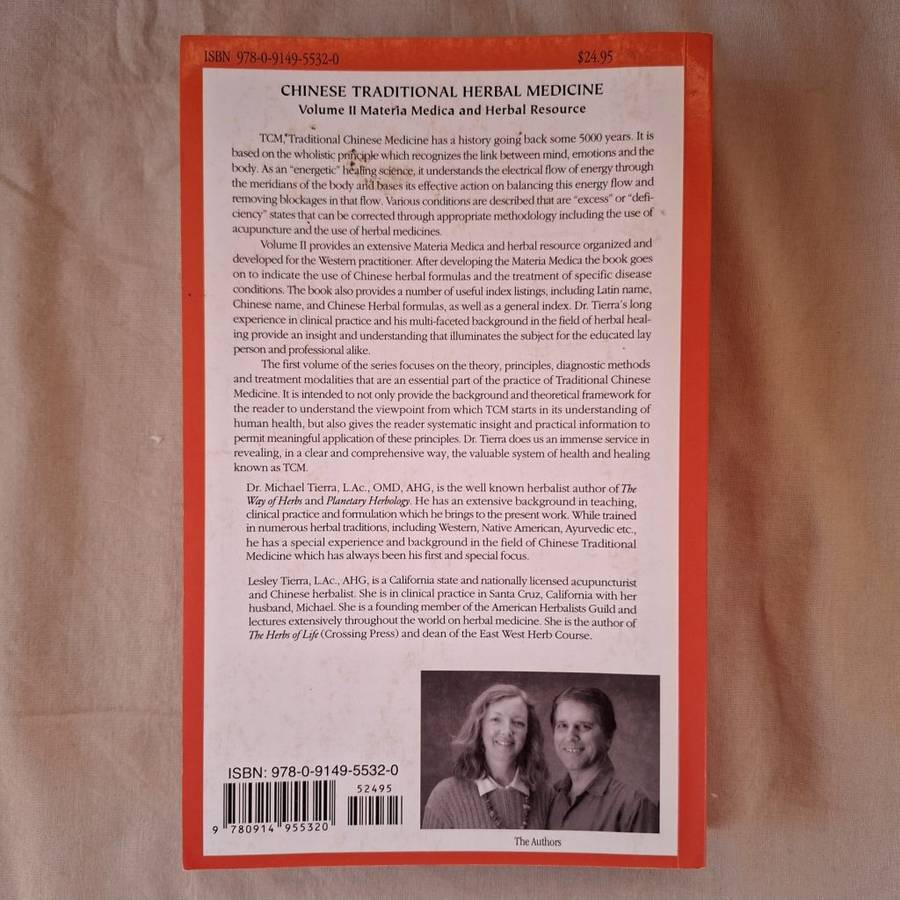 ISBN 978-0-9149-5532-0 $24.95
CHINESE TRADITIONAL HERBAL MEDICINE
Volume II Materia Medica and Herbal Resource
TCM, Traditional Chinese Medicine has a history going back some 5000 years. It is
based on the wholistic principle which recognizes the link between mind, emotions and the
body. As an "energetic" healing science, it understands the electrical flow of energy through
the meridians of the body and bases its effective action on balancing this energy flow and
removing blockages in that flow. Various conditions are described that are "excess" or "defi-
ciency" states that can be corrected through appropriate methodology including the use of
acupuncture and the use of herbal medicines.
Volume II provides an extensive Materia Medica and herbal resource organized and
developed for the Western practitioner. After developing the Materia Medica the book goes
on to indicate the use of Chinese herbal formulas and the treatment of specific disease
conditions. The book also provides a number of useful index listings, including Latin name,
Chinese name, and Chinese Herbal formulas, as well as a general index. Dr. Tierra's long
experience in clinical practice and his multi-faceted background in the field of herbal heal-
ing provide an insight and understanding that illuminates the subject for the educated lay
person and professional alike.
The first volume of the series focuses on the theory, principles, diagnostic methods
and treatment modalities that are an essential part of the practice of Traditional Chinese
Medicine. It is intended to not only provide the background and theoretical framework for
the reader to understand the viewpoint from which TCM starts in its understanding of
human health, but also gives the reader systematic insight and practical information to
permit meaningful application of these principles. Dr. Tierra does us an immense service in
revealing, in a clear and comprehensive way, the valuable system of health and healing
known as TCM.
Dr. Michael Tierra, L.Ac., OMD, AHG, is the well known herbalist author of The
Way of Herbs and Planetary Herbology. He has an extensive background in teaching,
clinical practice and formulation which he brings to the present work. While trained
in numerous herbal traditions, including Western, Native American, Ayurvedic etc.,
he has a special experience and background in the field of Chinese Traditional
Medicine which has always been his first and special focus.
Lesley Tierra, L.Ac., AHG, is a California state and nationally licensed acupuncturist
and Chinese herbalist. She is in clinical practice in Santa Cruz, California with her
husband, Michael. She is a founding member of the American Herbalists Guild and
lectures extensively throughout the world on herbal medicine. She is the author of
The Herbs of Life (Crossing Press) and dean of the East West Herb Course.
ISBN: 978-0-9149-5532-0
52495
9 780914 955320
The Authors